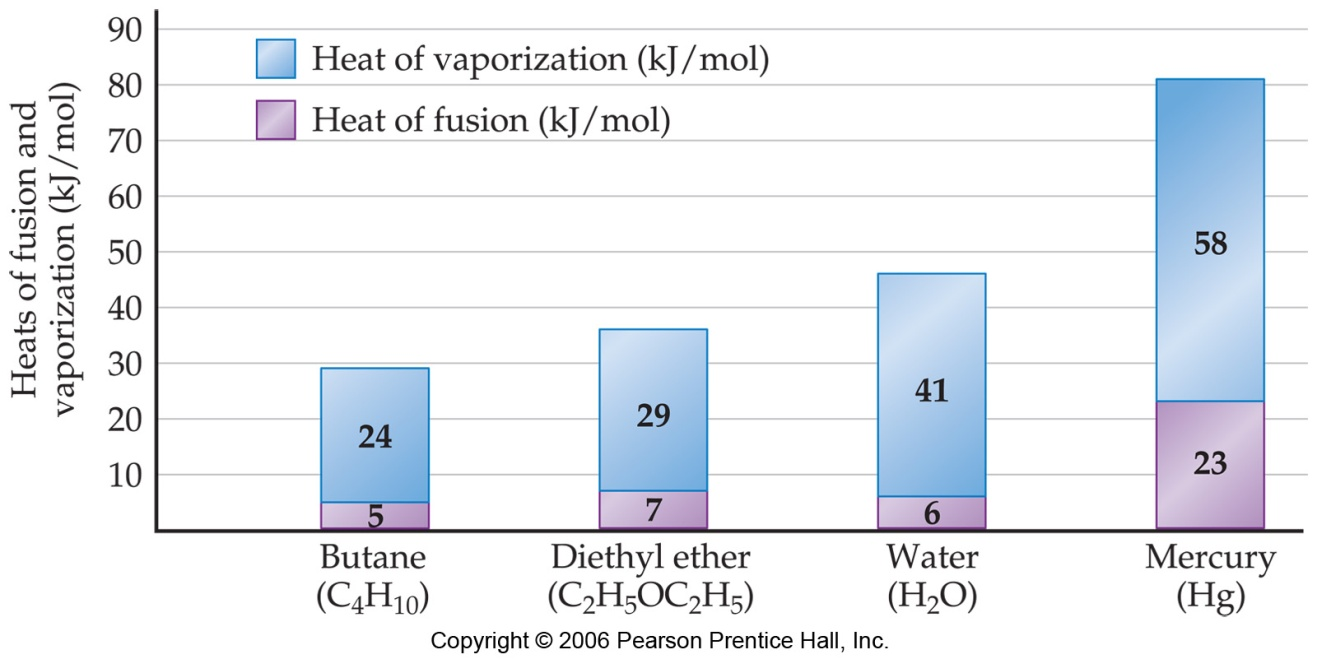 Heats of fusion and
vaporization (kJ/mol)
90
80
70
60
50
40
30
20
10
Heat of vaporization (kJ/mol)
Heat of fusion (kJ/mol)
24
5
29
7
41
6
58
23
Butane
(C₄H₁₀)
Diethyl ether
(C₂H₅OC₂H₅)
Water
(H₂O)
Mercury
(Hg)
Copyright © 2006 Pearson Prentice Hall, Inc.